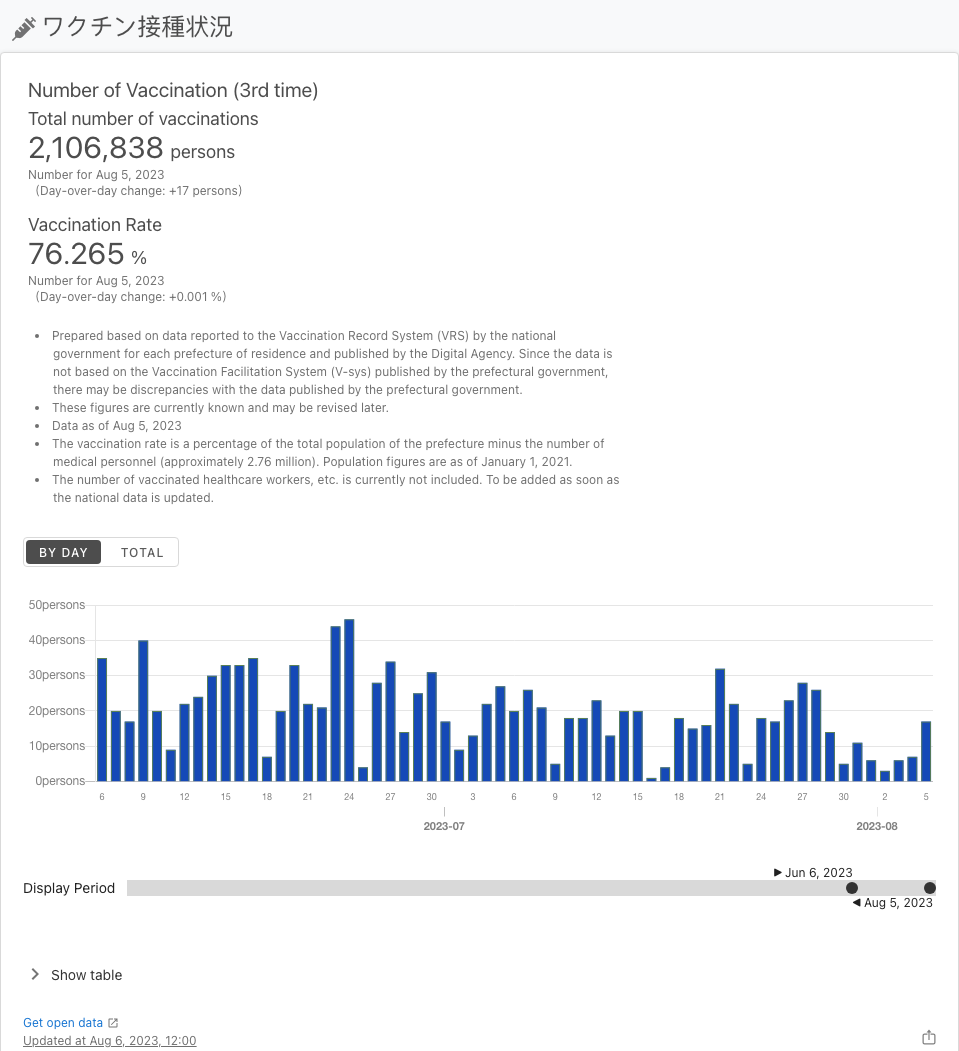 ワクチン接種状況
Number of Vaccination (3rd time)
Total number of vaccinations
2,106,838 persons
Number for Aug 5, 2023
(Day-over-day change: +17 persons)
Vaccination Rate
76.265 %
Number for Aug 5, 2023
(Day-over-day change: +0.001 %)
• Prepared based on data reported to the Vaccination Record System (VRS) by the national
government for each prefecture of residence and published by the Digital Agency. Since the data is
not based on the Vaccination Facilitation System (V-sys) published by the prefectural government,
there may be discrepancies with the data published by the prefectural government.
• These figures are currently known and may be revised later.
• Data as of Aug 5, 2023
• The vaccination rate is a percentage of the total population of the prefecture minus the number of
medical personnel (approximately 2.76 million). Population figures are as of January 1, 2021.
• The number of vaccinated healthcare workers, etc. is currently not included. To be added as soon as
the national data is updated.
BY DAY TOTAL
50persons
40persons
30persons
20persons
10persons
0persons
6 9 12 15 18 21 24 27 30 3 6 9 12 15 18 21 24 27 30 2 5
2023-07 2023-08
Jun 6, 2023
Display Period
Aug 5, 2023
Show table
Get open data
Updated at Aug 6, 2023, 12:00